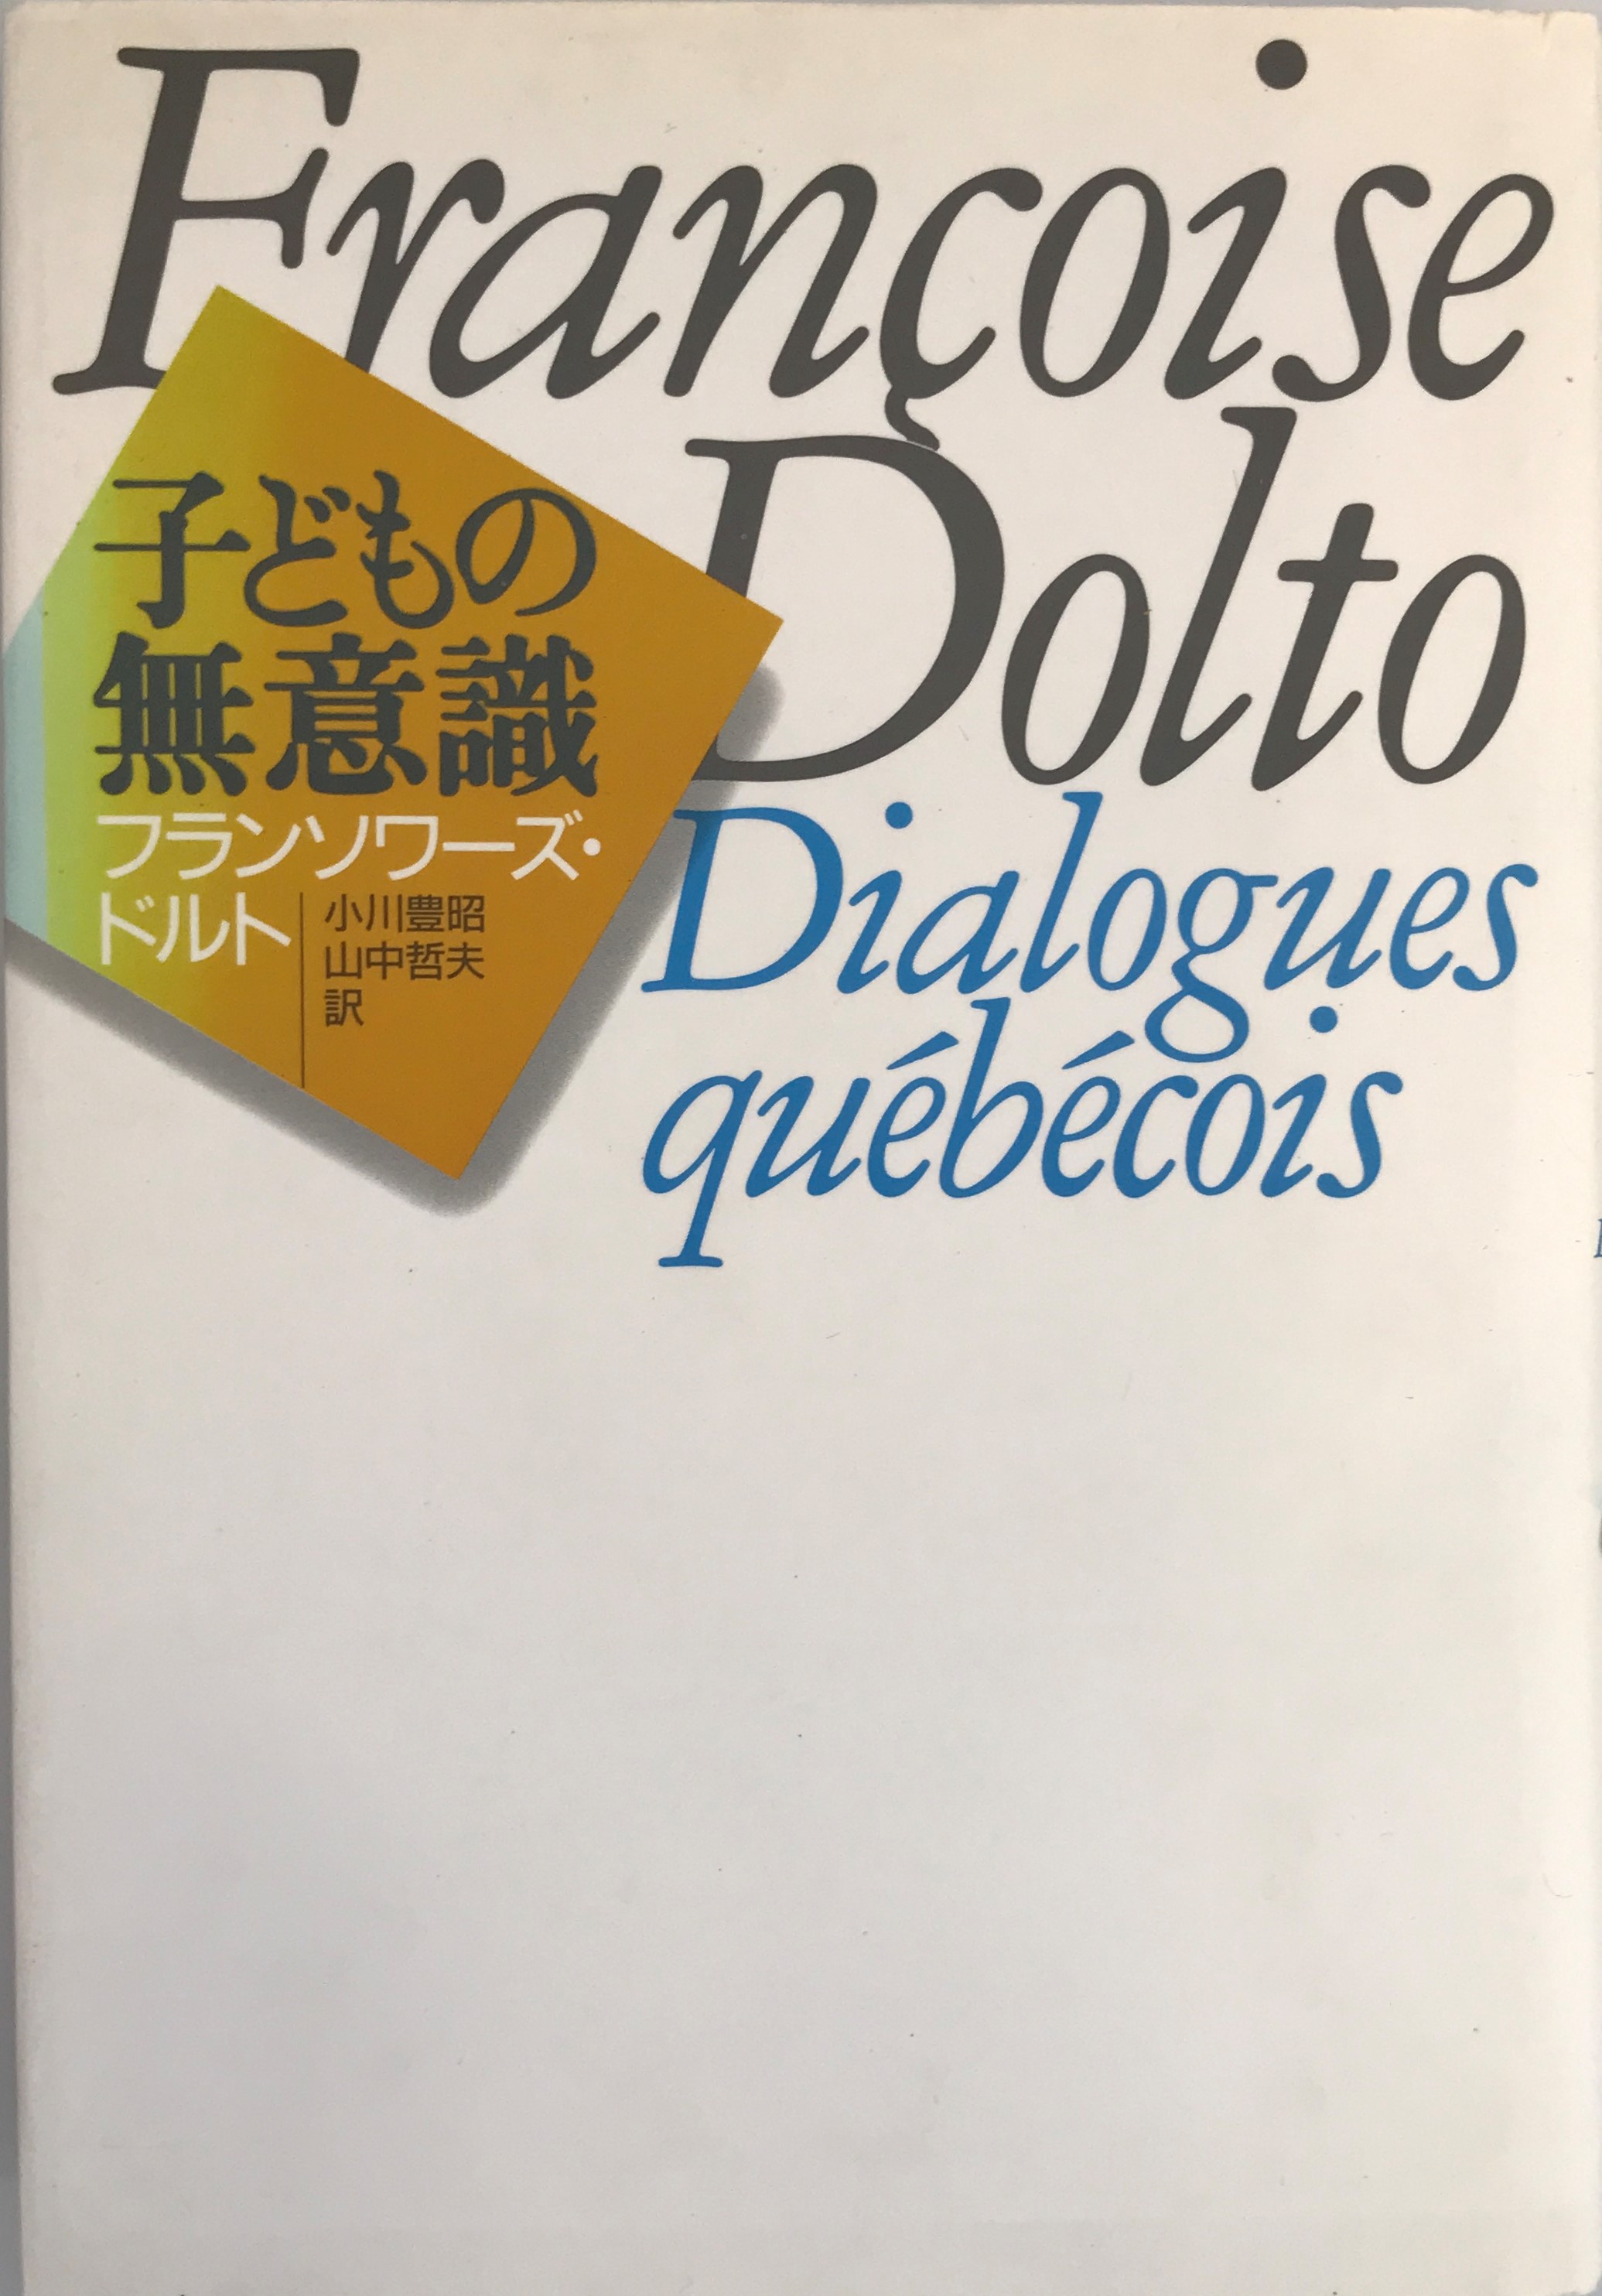 Françoise
Dolto
子どもの
無意識
フランソワーズ・
ドルト
小川豊昭
山中哲夫
訳
Dialogues
québécois